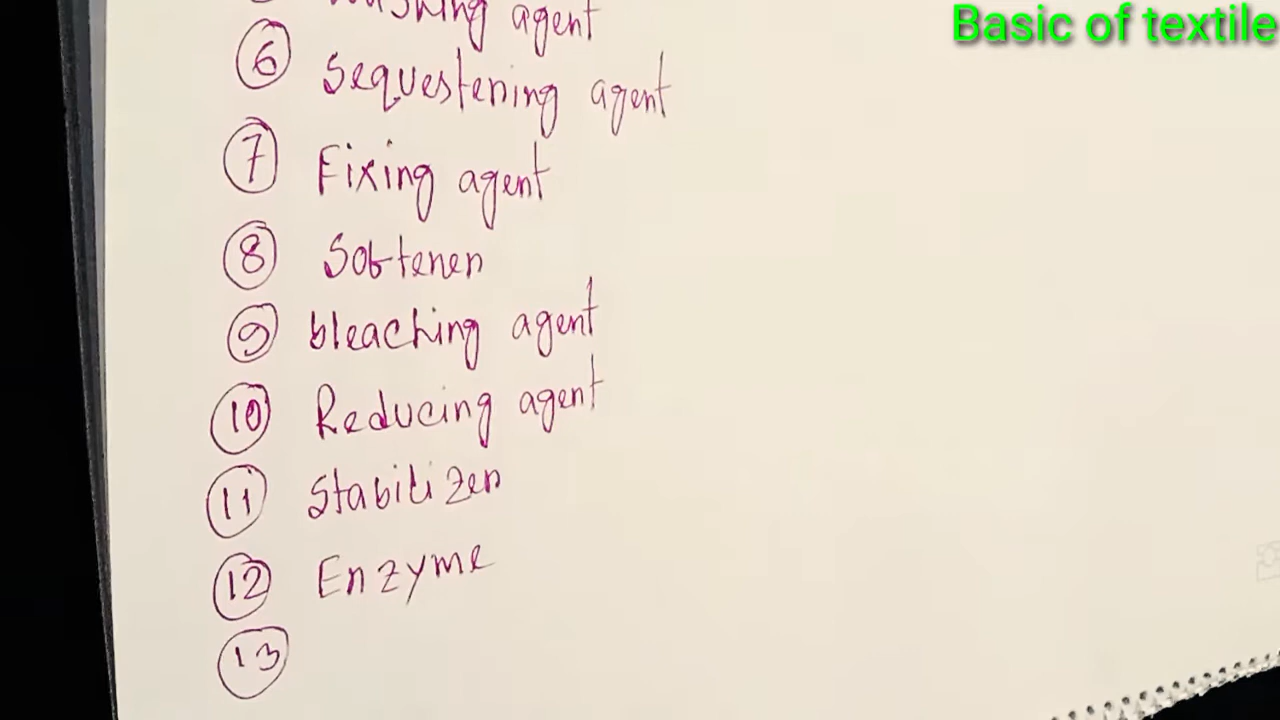 Basic of textile
agent
6 Sequestering agent
7 Fixing agent
8 Softener
9 bleaching agent
10 Reducing agent
11 Stabilizer
12 Enzyme
13